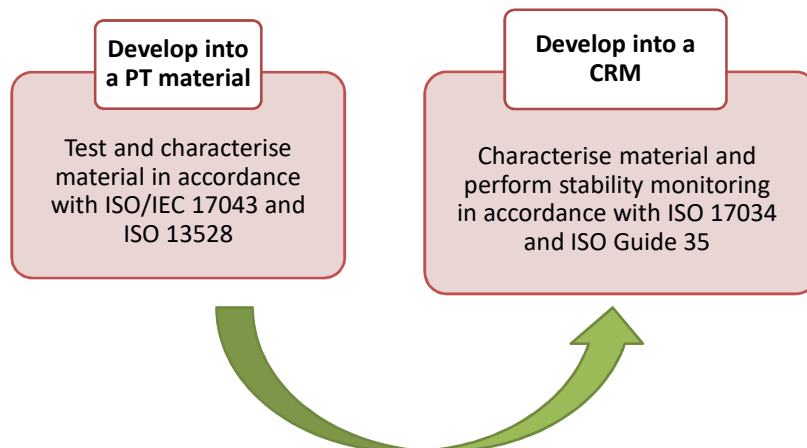 Develop into
a PT material
Test and characterise
material in accordance
with ISO/IEC 17043 and
ISO 13528
Develop into a
CRM
Characterise material and
perform stability monitoring
in accordance with ISO 17034
and ISO Guide 35